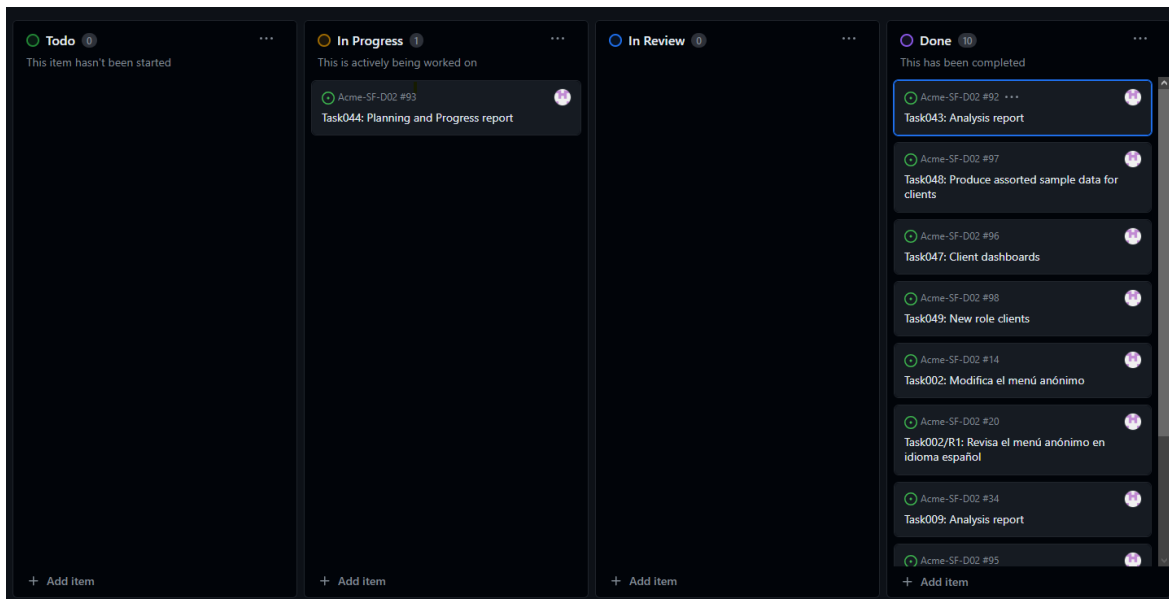 Todo 0
This item hasn't been started
+ Add item
In Progress 1
This is actively being worked on
Acme-SF-D02 #93
Task044: Planning and Progress report
+ Add item
In Review 0
+ Add item
Done 10
This has been completed
Acme-SF-D02 #92
Task043: Analysis report
Acme-SF-D02 #97
Task048: Produce assorted sample data for
clients
Acme-SF-D02 #96
Task047: Client dashboards
Acme-SF-D02 #98
Task049: New role clients
Acme-SF-D02 #14
Task002: Modifica el menú anónimo
Acme-SF-D02 #20
Task002/R1: Revisa el menú anónimo en
idioma español
Acme-SF-D02 #34
Task009: Analysis report
Acme-SF-D02 #95
+ Add item